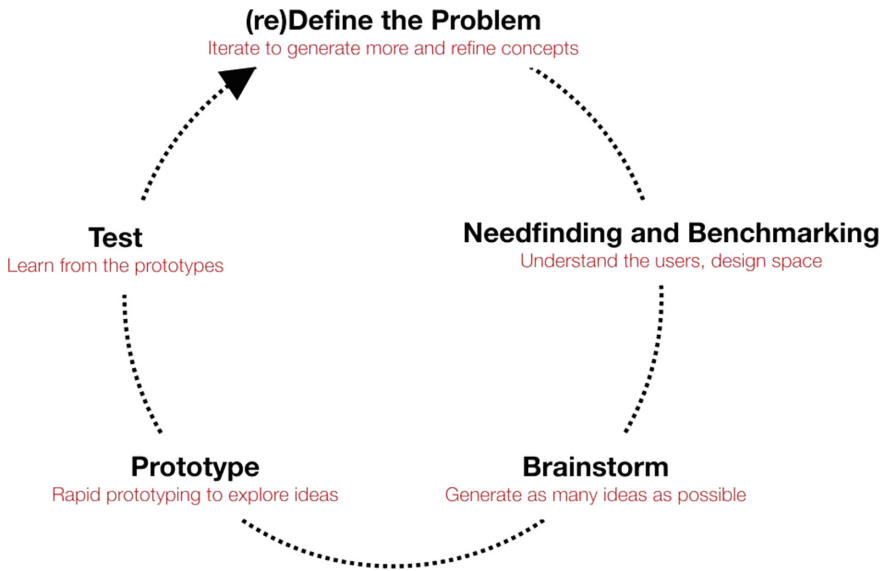 (re)Define the Problem
Iterate to generate more and refine concepts
Needfinding and Benchmarking
Understand the users, design space
Brainstorm
Generate as many ideas as possible
Prototype
Rapid prototyping to explore ideas
Test
Learn from the prototypes